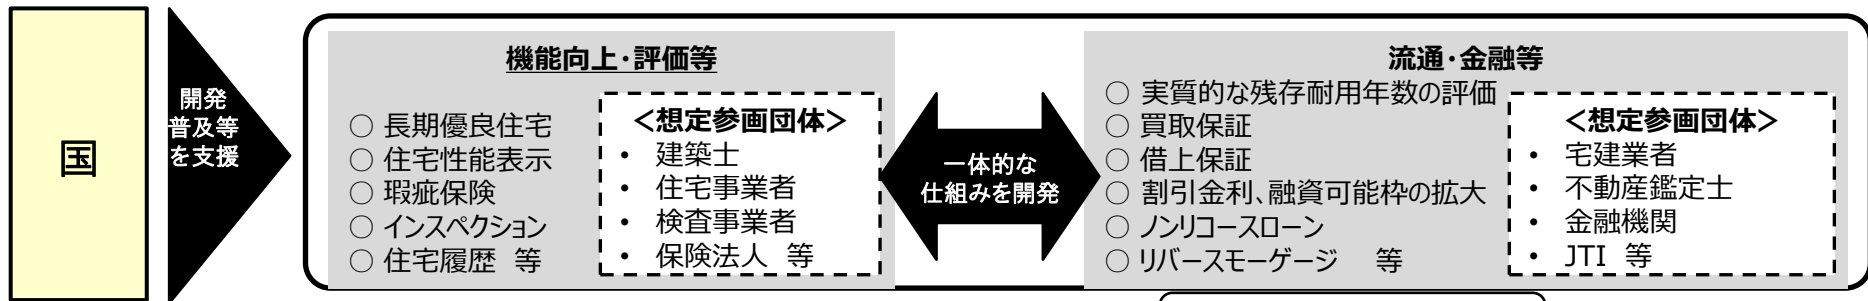 国
開発
普及等
を支援
機能向上・評価等
○ 長期優良住宅
○ 住宅性能表示
○ 瑕疵保険
○ インスペクション
○ 住宅履歴 等
<想定参画団体>
• 建築士
• 住宅事業者
• 検査事業者
• 保険法人 等
一体的な
仕組みを開発
流通・金融等
○ 実質的な残存耐用年数の評価
○ 買取保証
○ 借上保証
○ 割引金利、融資可能枠の拡大
○ ノンリコースローン
○ リバースモーゲージ 等
<想定参画団体>
• 宅建業者
• 不動産鑑定士
• 金融機関
• JTI 等